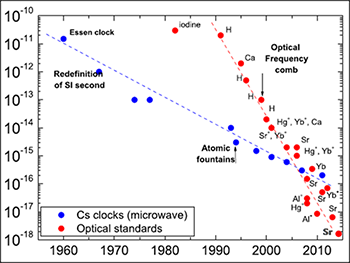 10⁻¹⁰
iodine
10⁻¹¹
Essen clock
H
Ca
Optical
Frequency
comb
10⁻¹²
Redefinition
of SI second
H
H
10⁻¹³
H
Hg⁺, Yb⁺, Ca
10⁻¹⁴
Sr⁺, Yb⁺
Sr
10⁻¹⁵
Atomic
fountains
Hg⁺, Yb
Yb
10⁻¹⁶
Sr
Al⁺
Hg⁺
Yb⁺
Sr
10⁻¹⁷
Al⁺
10⁻¹⁸
Sr
Cs clocks (microwave)
Optical standards
1960 1970 1980 1990 2000 2010